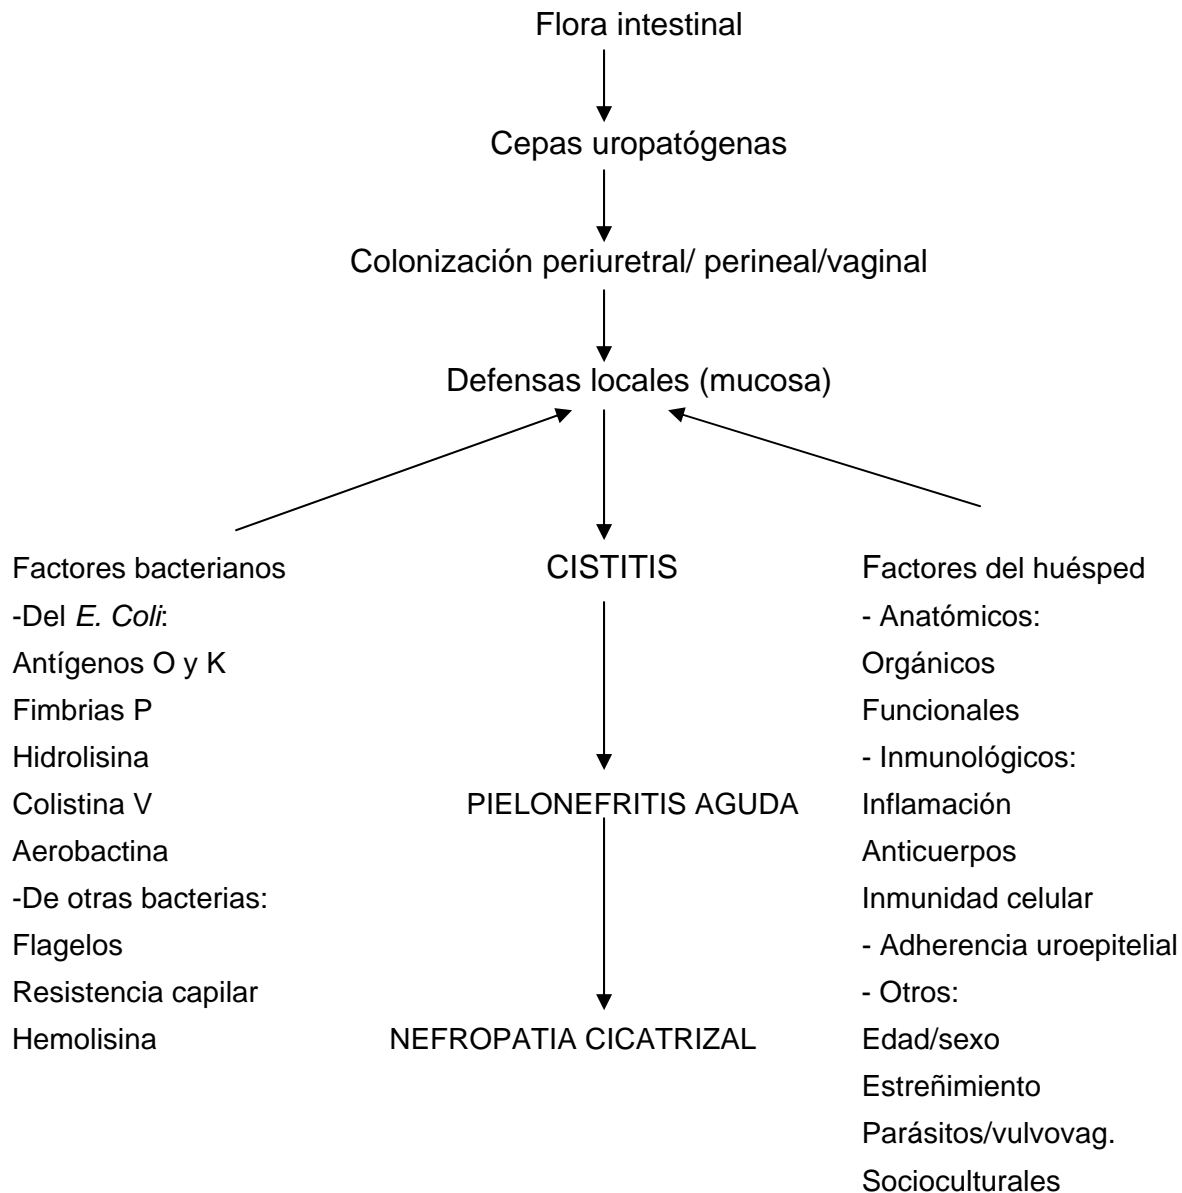 Flora intestinal
Cepas uropatógenas
Colonización periuretral/ perineal/vaginal
Defensas locales (mucosa)
Factores bacterianos
-Del E. Coli:
Antígenos O y K
Fimbrias P
Hidrolisina
Colistina V
Aerobactina
-De otras bacterias:
Flagelos
Resistencia capilar
Hemolisina
CISTITIS
PIELONEFRITIS AGUDA
NEFROPATIA CICATRIZAL
Factores del huésped
- Anatómicos:
Orgánicos
Funcionales
- Inmunológicos:
Inflamación
Anticuerpos
Inmunidad celular
- Adherencia uroepitelial
- Otros:
Edad/sexo
Estreñimiento
Parásitos/vulvovag.
Socioculturales